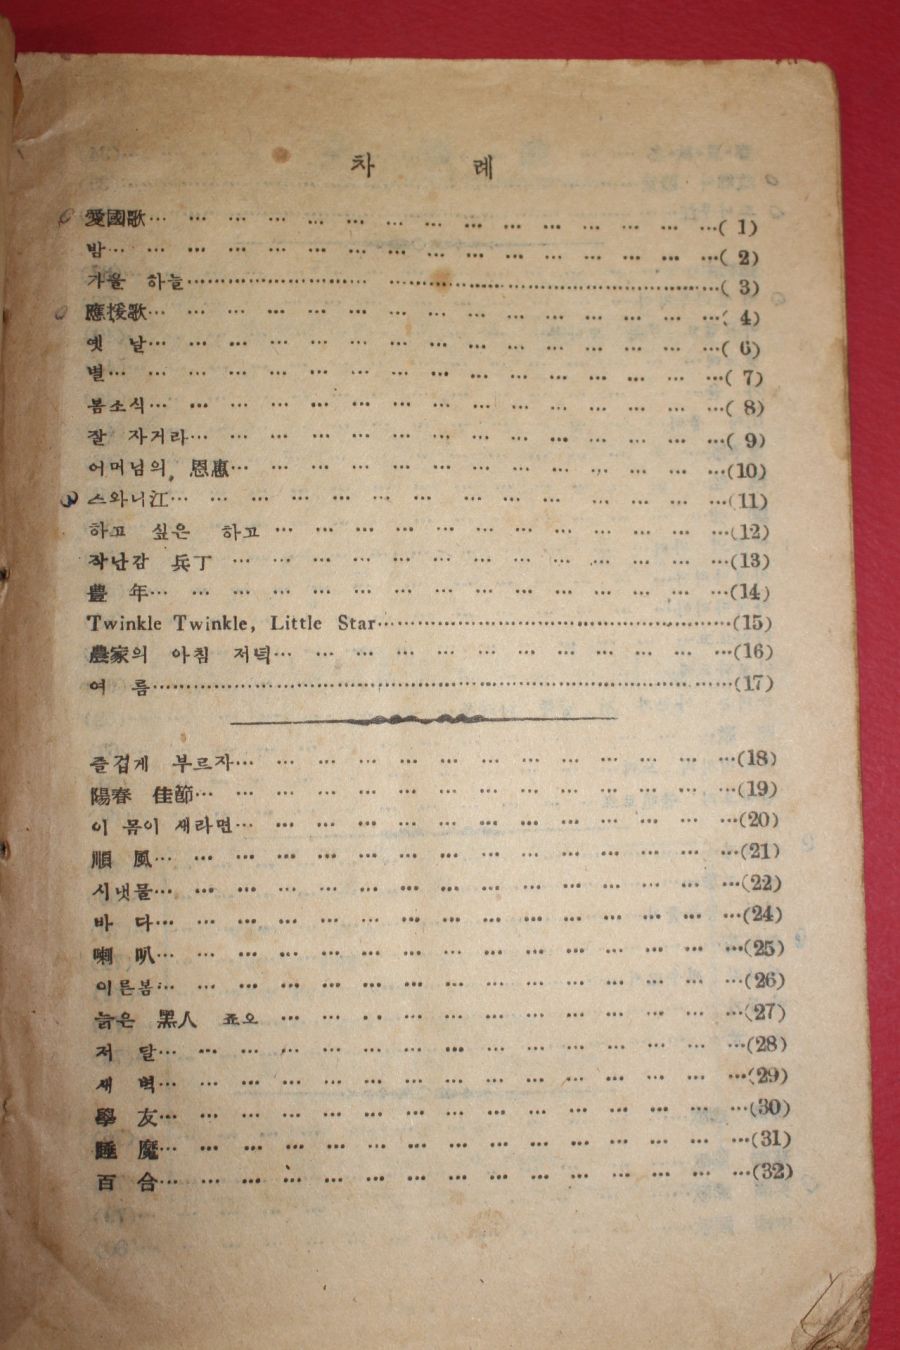 차 례
愛國歌… … … … … … … … … … … … … … …( 1)
밤… … … … … … … … … … … … … … … …( 2)
가을 하늘…………………… ……………………………………( 3)
應援歌… … … … … … … … … … … … … … …( 4)
옛 날… … … … … … … … … … … … … … …( 6)
별… … … … … … … … … … … … … … … …( 7)
봄소식… … … … … … … … … … … … … … …( 8)
잘 자거라… … … … … … … … … … … … … …( 9)
어머님의 恩惠… … … … … … … … … … … … …(10)
스와니江… … … … … … … … … … … … … …(11)
하고 싶은 하고 … … … … … … … … … … … …(12)
작난감 兵丁 … … … … … … … … … … … … …(13)
豊 年… … … … … … … … … … … … … … …(14)
Twinkle Twinkle, Little Star……………………………………(15)
農家의 아침 저녁… … … … … … … … … … … …(16)
여 름………………………………………………………………(17)
즐겁게 부르자… … … … … … … … … … … … …(18)
陽春 佳節… … … … … … … … … … … … … …(19)
이 몸이 새라면… … … … … … … … … … … … …(20)
順 風… … … … … … … … … … … … … … …(21)
시냇물… … … … … … … … … … … … … … …(22)
바 다… … … … … … … … … … … … … … …(24)
喇 叭… … … … … … … … … … … … … … …(25)
이른봄… … … … … … … … … … … … … … …(26)
늙은 黑人 죠오 … … … … … … … … … … … …(27)
저 달… … … … … … … … … … … … … … …(28)
새 벽… … … … … … … … … … … … … … …(29)
學 友… … … … … … … … … … … … … … …(30)
睡 魔… … … … … … … … … … … … … … …(31)
百 合… … … … … … … … … … … … … … …(32)